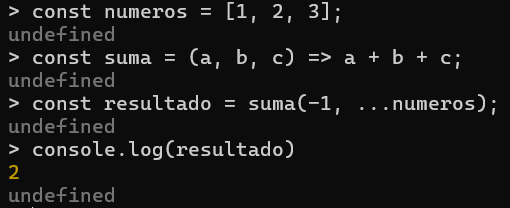 > const numeros = [1, 2, 3];
undefined
> const suma = (a, b, c) => a + b + c;
undefined
> const resultado = suma(-1, ...numeros);
undefined
> console.log(resultado)
2
undefined